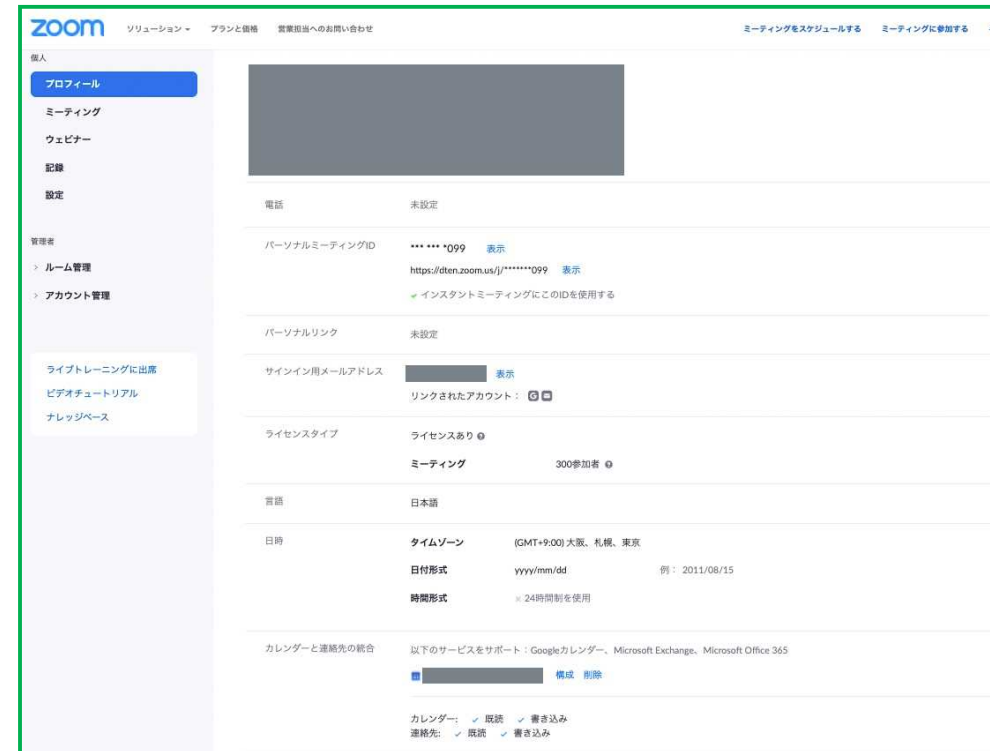 zoom ソリューション プランと価格 営業担当へのお問い合わせ ミーティングをスケジュールする ミーティングに参加する
個人
プロフィール
ミーティング
ウェビナー
記録
設定
管理者
> ルーム管理
> アカウント管理
ライブトレーニングに出席
ビデオチュートリアル
ナレッジベース
電話 未設定
パーソナルミーティングID *** *** *099 表示
https://dten.zoom.us/j/*******099 表示
✓ インスタントミーティングにこのIDを使用する
パーソナルリンク 未設定
サインイン用メールアドレス 表示
リンクされたアカウント：
ライセンスタイプ ライセンスあり
ミーティング 300参加者
言語 日本語
日時 タイムゾーン (GMT+9:00) 大阪、札幌、東京
日付形式 yyyy/mm/dd 例： 2011/08/15
時間形式 × 24時間制を使用
カレンダーと連絡先の統合 以下のサービスをサポート：Googleカレンダー、Microsoft Exchange、Microsoft Office 365
構成 削除
カレンダー: ✓ 既読 ✓ 書き込み
連絡先: ✓ 既読 ✓ 書き込み